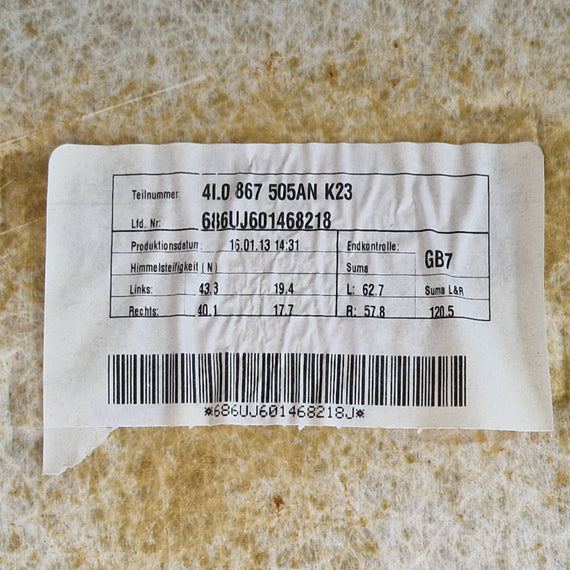 Teilnummer: 4L0 867 505AN K23
Lfd. Nr: 686UJ601468218
Produktionsdatum: 16.01.13 14:31 Endkontrolle: GB7
Himmelsteifigkeit (N) Suma
Links: 43.3 19.4 L: 62.7 Suma L&R
Rechts: 40.1 17.7 R: 57.8 120.5
*686UJ601468218J*